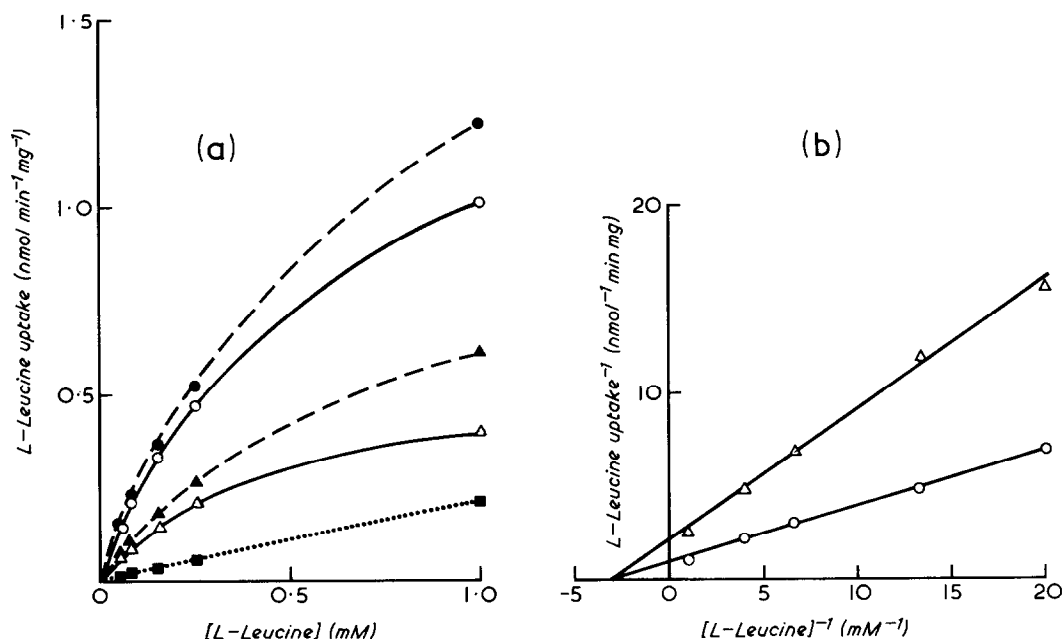 1·5
1·0
0·5
0
(a)
L-Leucine uptake (nmol min⁻¹ mg⁻¹)
0
0·5
1·0
[L-Leucine] (mM)
(b)
20
10
L-Leucine uptake⁻¹ (nmol⁻¹ min mg)
-5
0
5
10
15
20
[L-Leucine]⁻¹ (mM⁻¹)